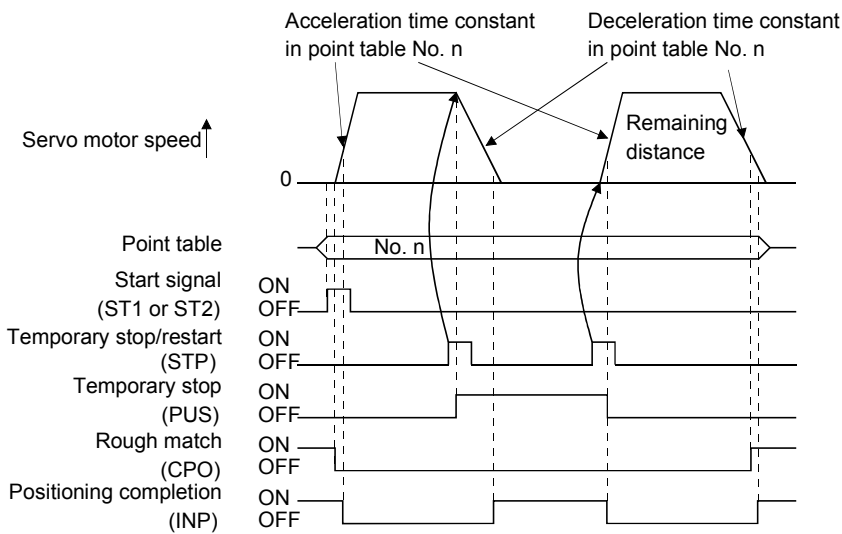 Acceleration time constant
in point table No. n
Deceleration time constant
in point table No. n
Servo motor speed
Remaining
distance
0
Point table
No. n
Start signal
(ST1 or ST2)
ON
OFF
Temporary stop/restart
(STP)
ON
OFF
Temporary stop
(PUS)
ON
OFF
Rough match
(CPO)
ON
OFF
Positioning completion
(INP)
ON
OFF